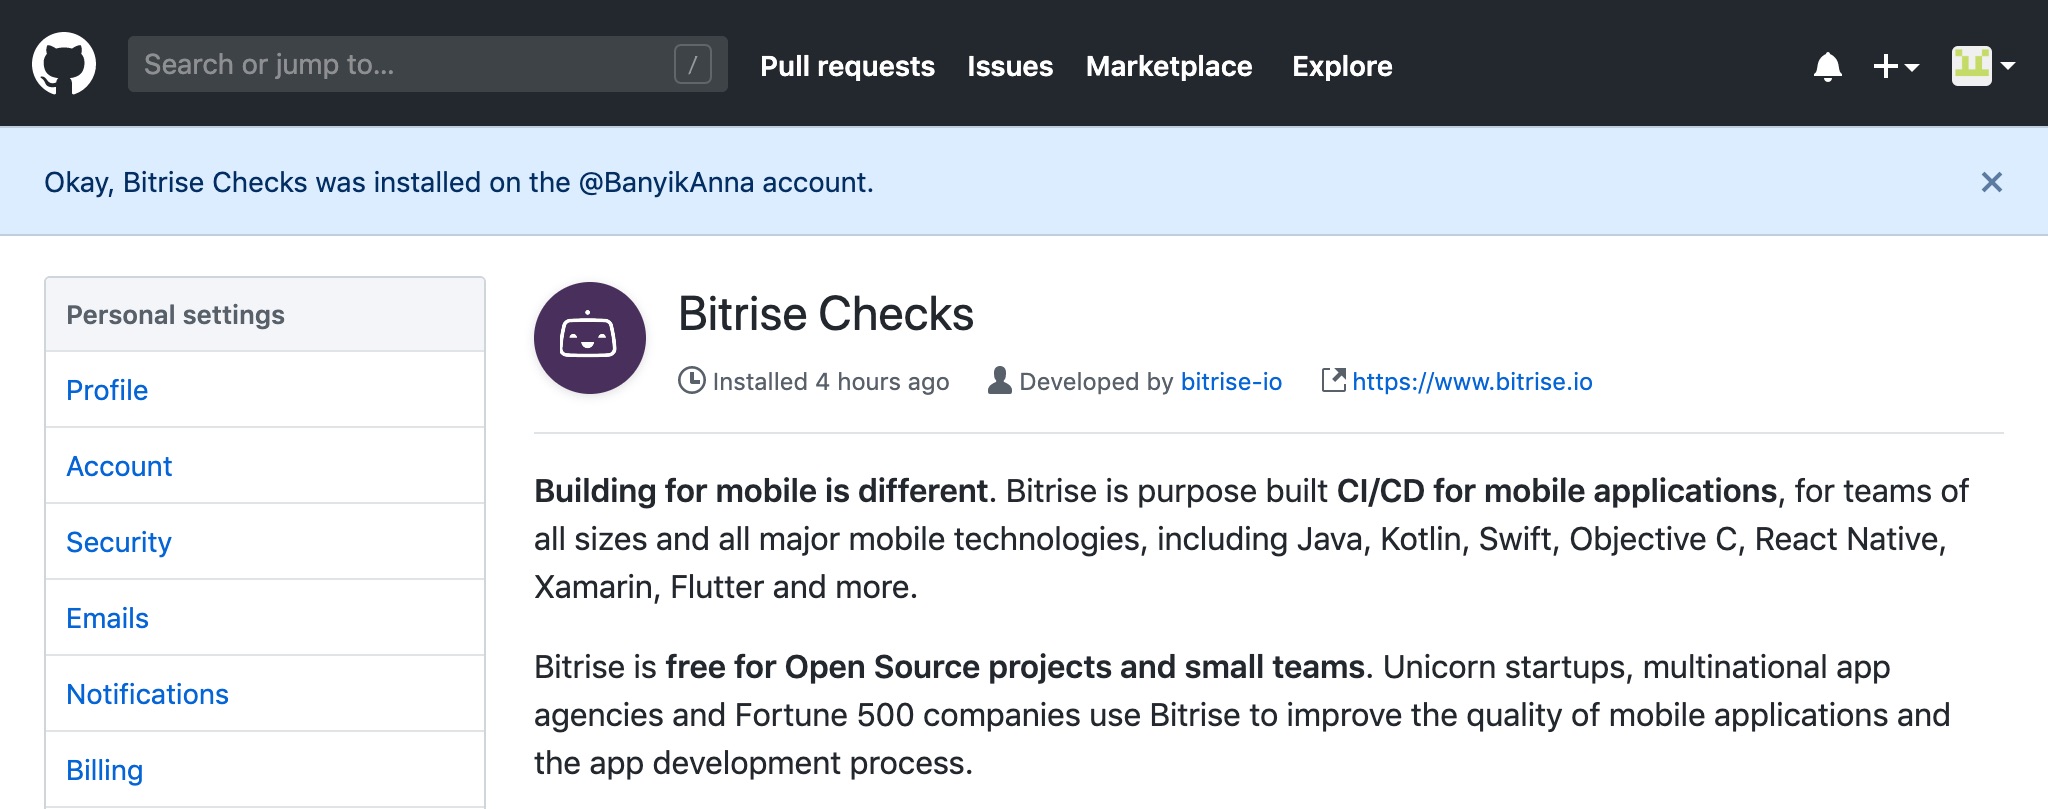 Search or jump to...
/
Pull requests
Issues
Marketplace
Explore
Okay, Bitrise Checks was installed on the @BanyikAnna account.
Personal settings
Profile
Account
Security
Emails
Notifications
Billing
Bitrise Checks
Installed 4 hours ago
Developed by bitrise-io
https://www.bitrise.io
Building for mobile is different. Bitrise is purpose built CI/CD for mobile applications, for teams of
all sizes and all major mobile technologies, including Java, Kotlin, Swift, Objective C, React Native,
Xamarin, Flutter and more.
Bitrise is free for Open Source projects and small teams. Unicorn startups, multinational app
agencies and Fortune 500 companies use Bitrise to improve the quality of mobile applications and
the app development process.